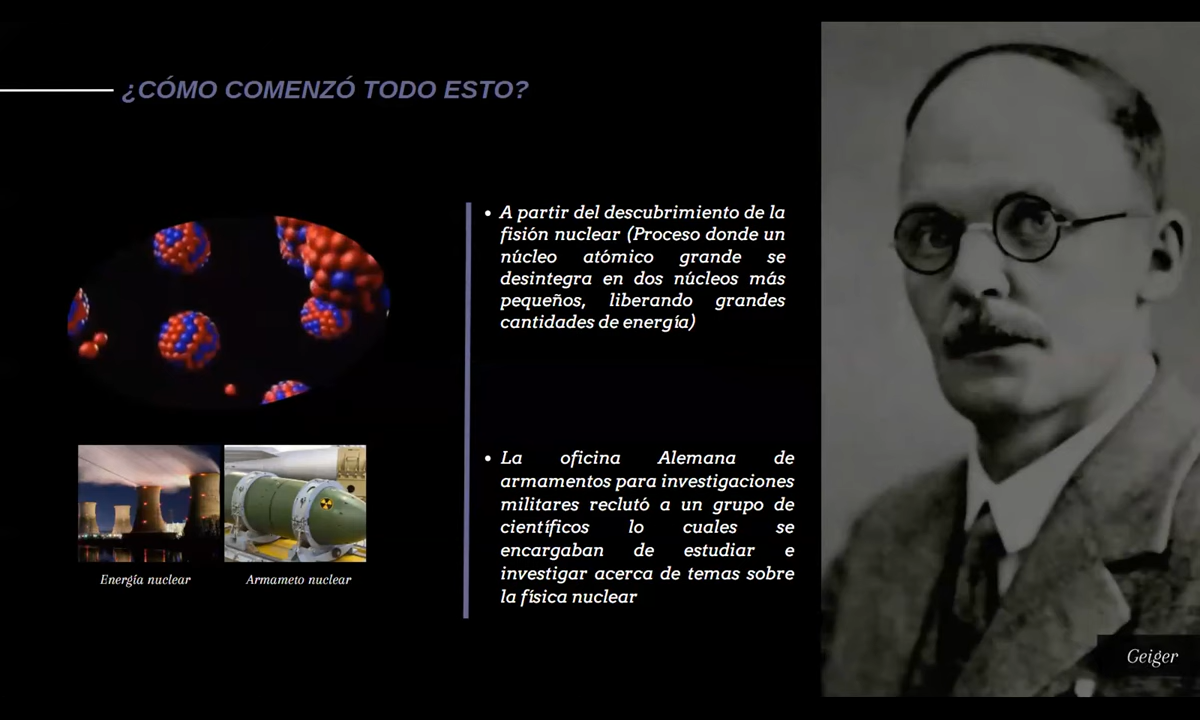 ¿CÓMO COMENZÓ TODO ESTO?
• A partir del descubrimiento de la
fisión nuclear (Proceso donde un
núcleo atómico grande se
desintegra en dos núcleos más
pequeños, liberando grandes
cantidades de energía)
• La oficina Alemana de
armamentos para investigaciones
militares reclutó a un grupo de
científicos lo cuales se
encargaban de estudiar e
investigar acerca de temas sobre
la física nuclear
Energía nuclear
Armameto nuclear
Geiger